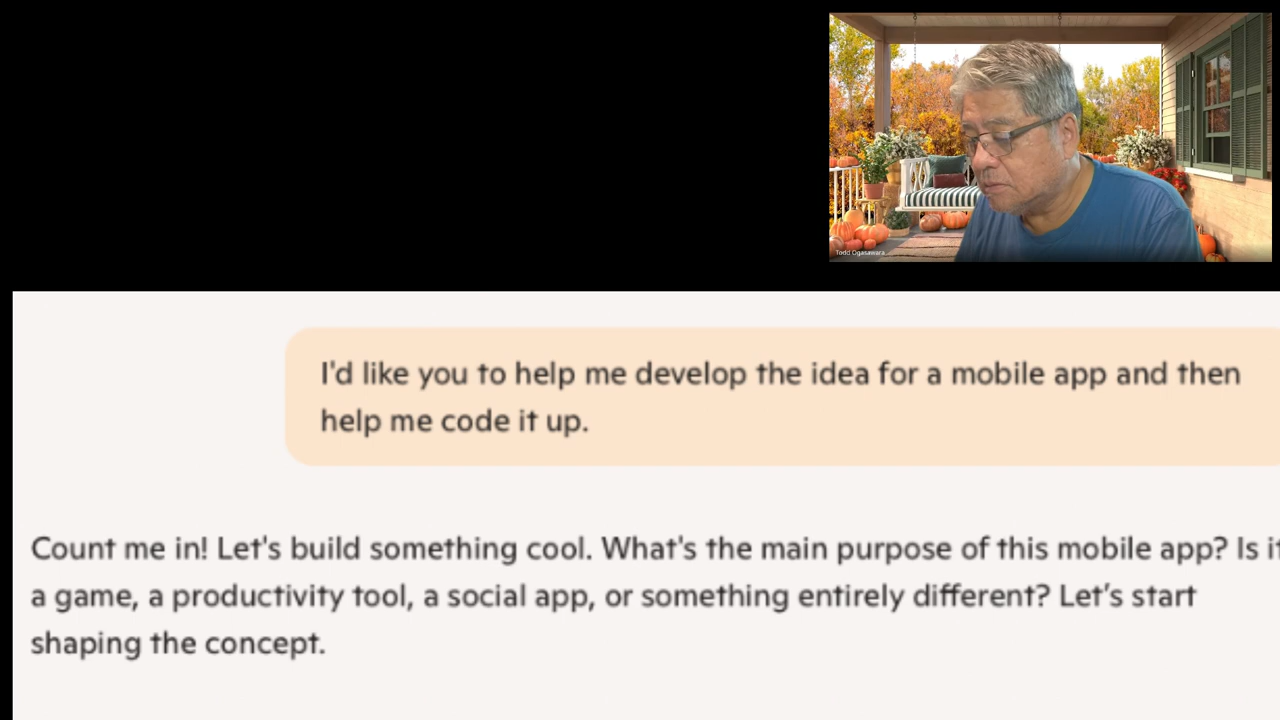 Todd Ogasawara
I'd like you to help me develop the idea for a mobile app and then
help me code it up.
Count me in! Let's build something cool. What's the main purpose of this mobile app? Is it
a game, a productivity tool, a social app, or something entirely different? Let’s start
shaping the concept.